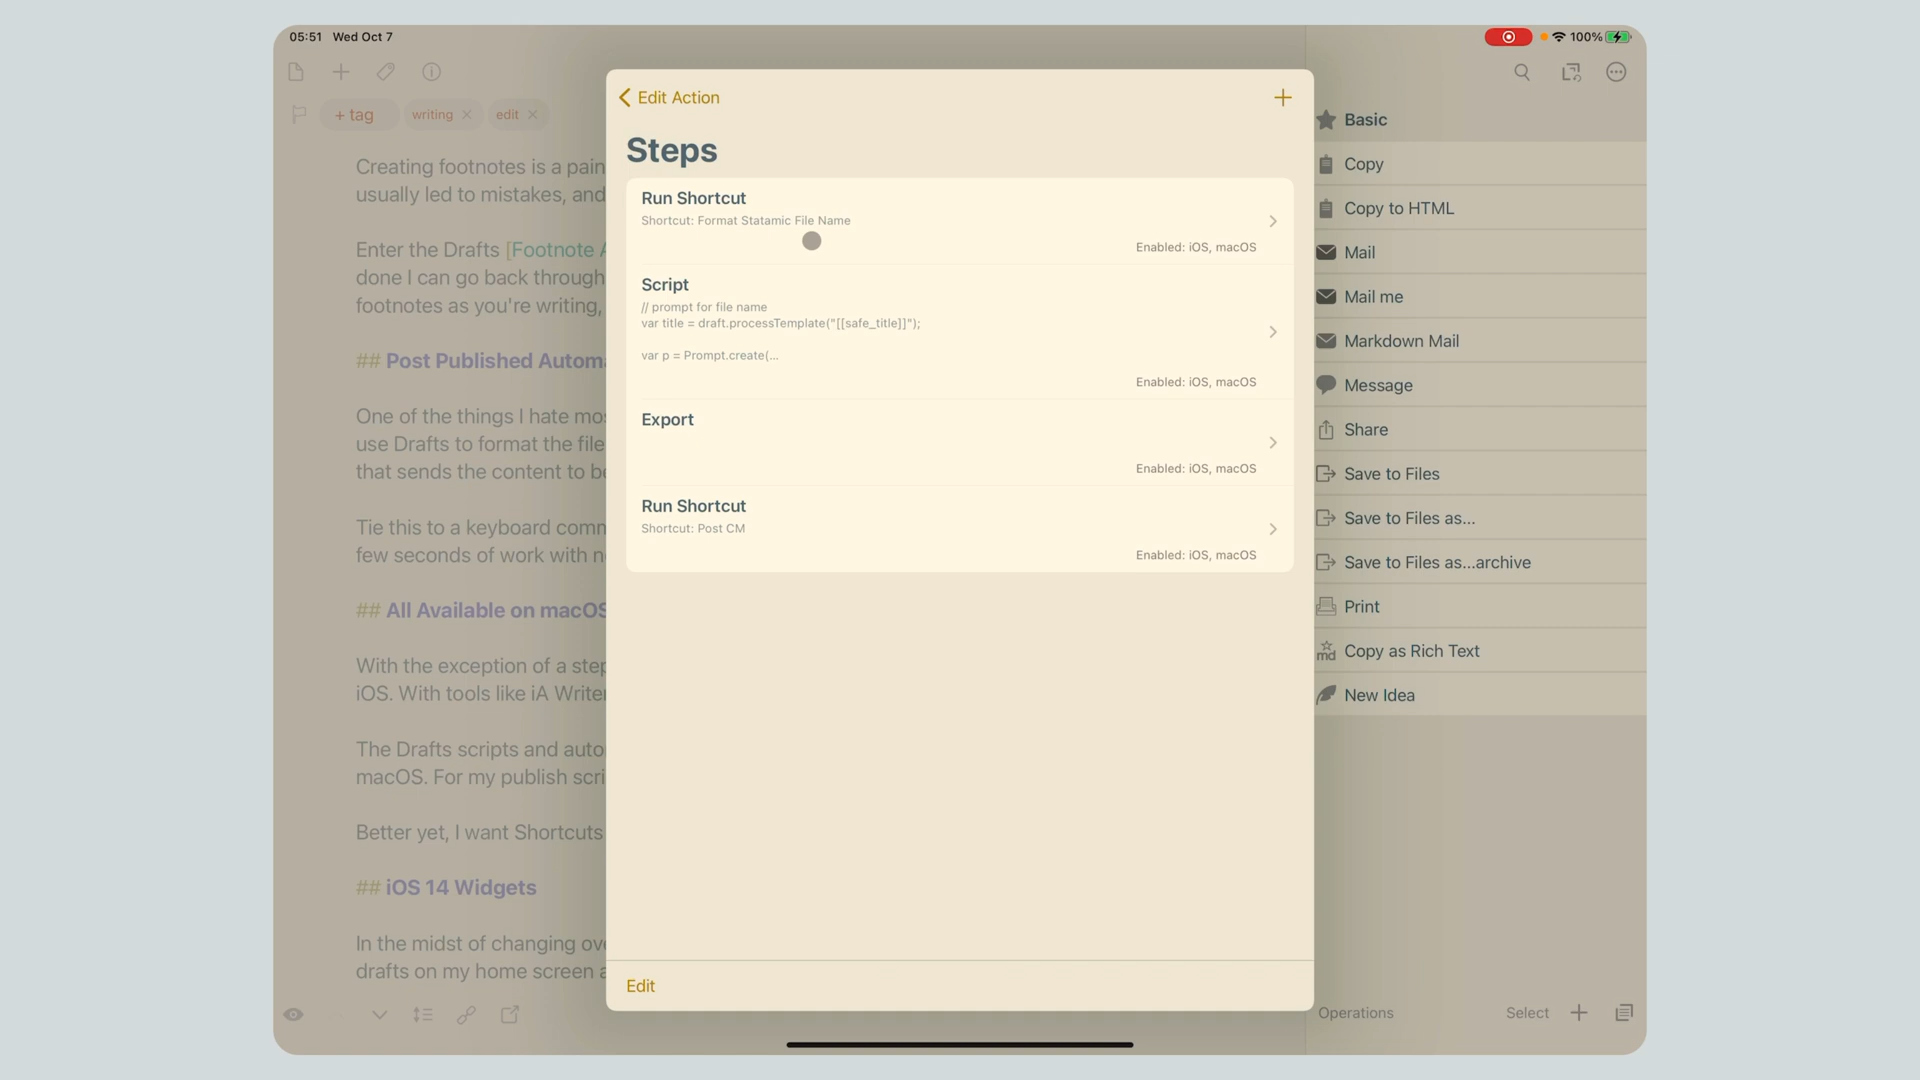 05:51 Wed Oct 7
100%
+ tag
writing
edit
Creating footnotes is a pain
usually led to mistakes, and
Enter the Drafts [Footnote A
done I can go back through
footnotes as you're writing,
## Post Published Automa
One of the things I hate mos
use Drafts to format the file
that sends the content to be
Tie this to a keyboard comm
few seconds of work with n
## All Available on macOS
With the exception of a step
iOS. With tools like iA Writer
The Drafts scripts and auto
macOS. For my publish scri
Better yet, I want Shortcuts
## iOS 14 Widgets
In the midst of changing ove
drafts on my home screen a
Edit Action
Steps
Run Shortcut
Shortcut: Format Statamic File Name
Enabled: iOS, macOS
Script
// prompt for file name
var title = draft.processTemplate("[[safe_title]]");
var p = Prompt.create(...
Enabled: iOS, macOS
Export
Enabled: iOS, macOS
Run Shortcut
Shortcut: Post CM
Enabled: iOS, macOS
Edit
Basic
Copy
Copy to HTML
Mail
Mail me
Markdown Mail
Message
Share
Save to Files
Save to Files as...
Save to Files as...archive
Print
md
Copy as Rich Text
New Idea
Operations
Select